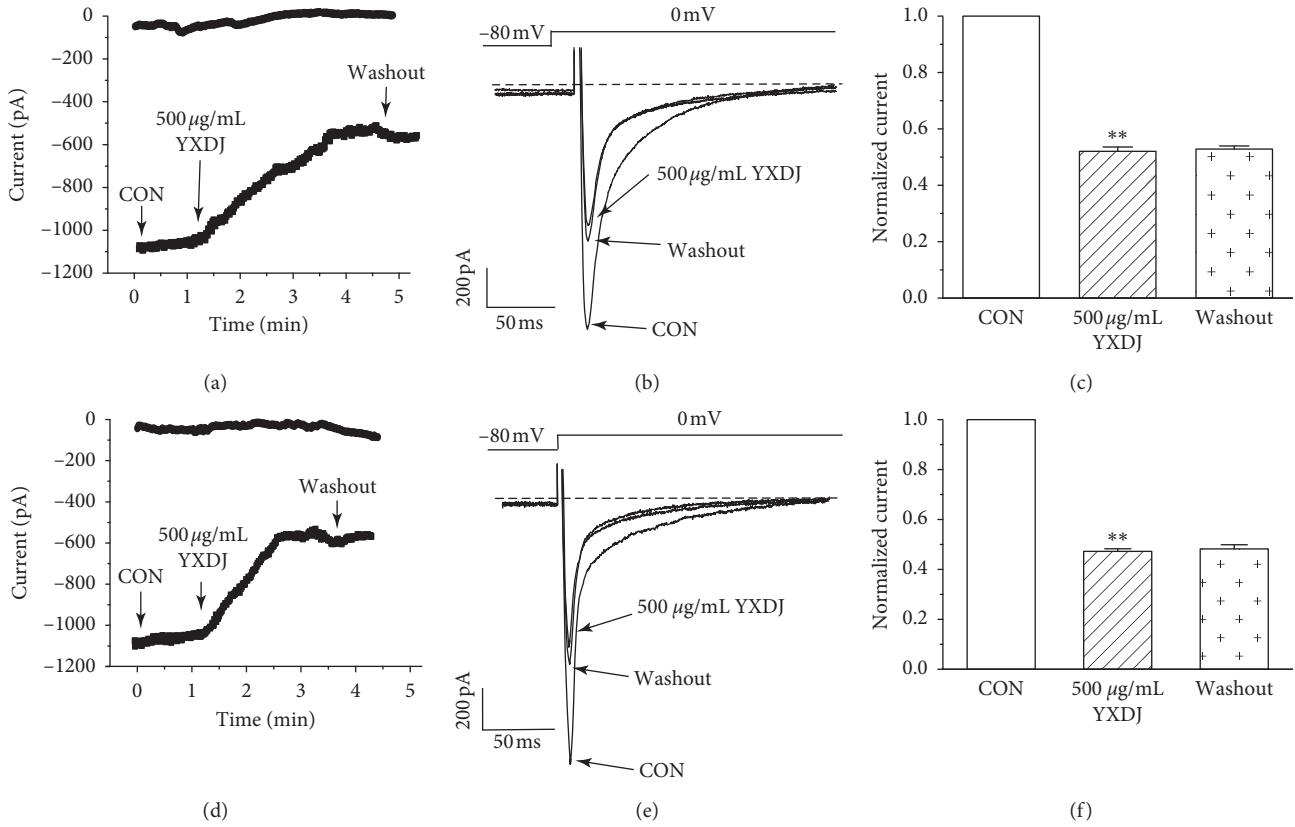 0
−200
−400
−600
−800
−1000
−1200
Current (pA)
CON
500 μg/mL
YXDJ
Washout
0 1 2 3 4 5
Time (min)
(a)
−80 mV
0 mV
500 μg/mL YXDJ
Washout
CON
200 pA
50 ms
(b)
1.0
0.8
0.6
0.4
0.2
0.0
Normalized current
**
CON
500 μg/mL
YXDJ
Washout
(c)
0
−200
−400
−600
−800
−1000
−1200
Current (pA)
CON
500 μg/mL
YXDJ
Washout
0 1 2 3 4 5
Time (min)
(d)
−80 mV
0 mV
500 μg/mL YXDJ
Washout
CON
200 pA
50 ms
(e)
1.0
0.8
0.6
0.4
0.2
0.0
Normalized current
**
CON
500 μg/mL
YXDJ
Washout
(f)